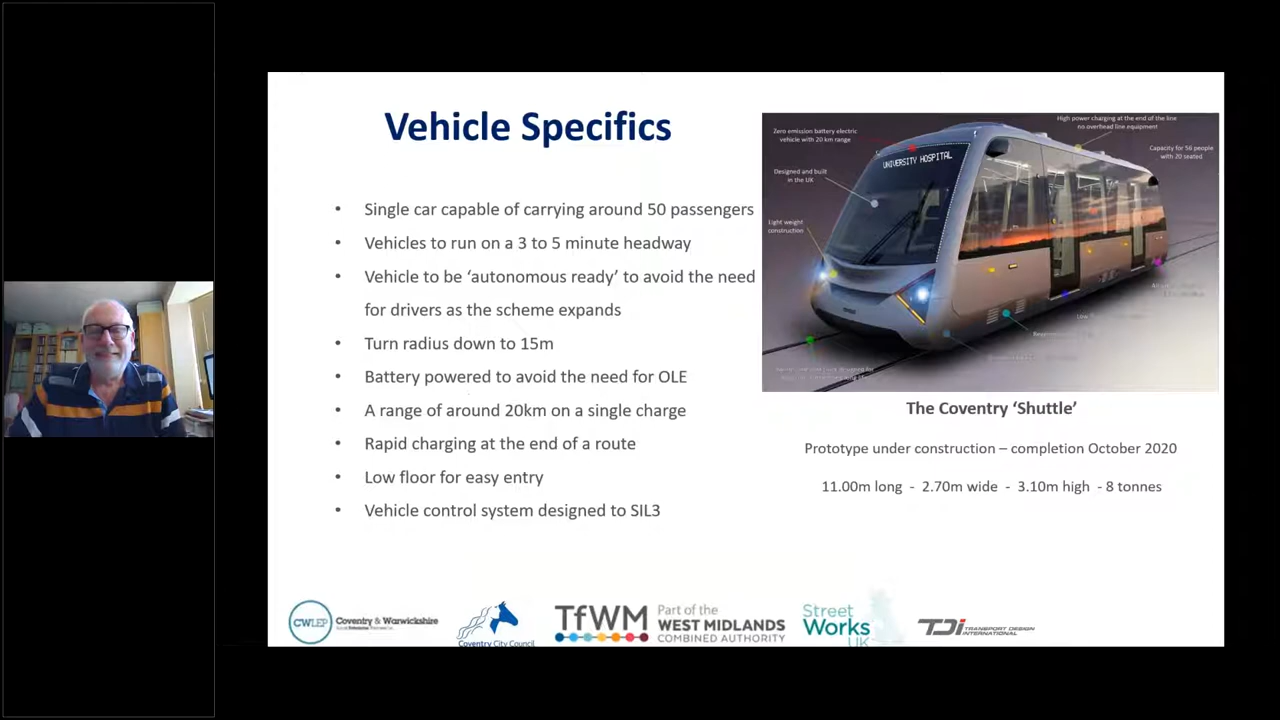 Vehicle Specifics
• Single car capable of carrying around 50 passengers
• Vehicles to run on a 3 to 5 minute headway
• Vehicle to be ‘autonomous ready’ to avoid the need
for drivers as the scheme expands
• Turn radius down to 15m
• Battery powered to avoid the need for OLE
• A range of around 20km on a single charge
• Rapid charging at the end of a route
• Low floor for easy entry
• Vehicle control system designed to SIL3
Zero emission battery electric
vehicle with 20 km range
High power charging at the end of the line
no overhead line equipment
Capacity for 56 people
with 20 seated
Designed and built
in the UK
Light weight
construction
UNIVERSITY HOSPITAL
The Coventry ‘Shuttle’
Prototype under construction – completion October 2020
11.00m long - 2.70m wide - 3.10m high - 8 tonnes
CWLEP
Coventry & Warwickshire
Coventry City Council
TfWM
Part of the
WEST MIDLANDS
COMBINED AUTHORITY
Street
Works
UK
TDi
TRANSPORT DESIGN
INTERNATIONAL